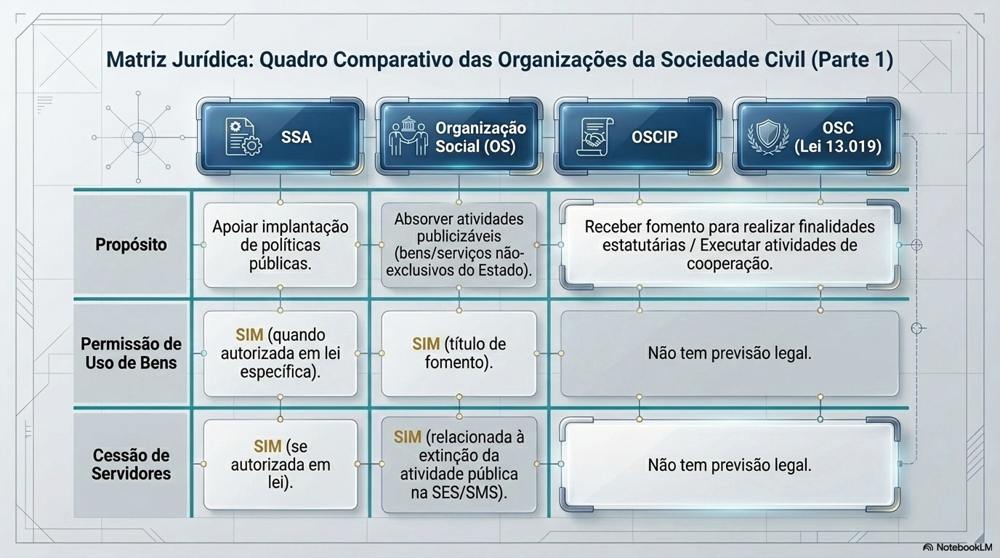 Matriz Jurídica: Quadro Comparativo das Organizações da Sociedade Civil (Parte 1)
SSA
Organização
Social (OS)
OSCIP
OSC
(Lei 13.019)
Propósito
Apoiar implantação
de políticas
públicas.
Absorver atividades
publicizáveis
(bens/serviços não-
exclusivos do Estado).
Receber fomento para realizar finalidades
estatutárias / Executar atividades de
cooperação.
Permissão de
Uso de Bens
SIM (quando
autorizada em lei
específica).
SIM (título de
fomento).
Não tem previsão legal.
Cessão de
Servidores
SIM (se
autorizada em
lei).
SIM (relacionada à
extinção da
atividade pública
na SES/SMS).
Não tem previsão legal.
NotebookLM